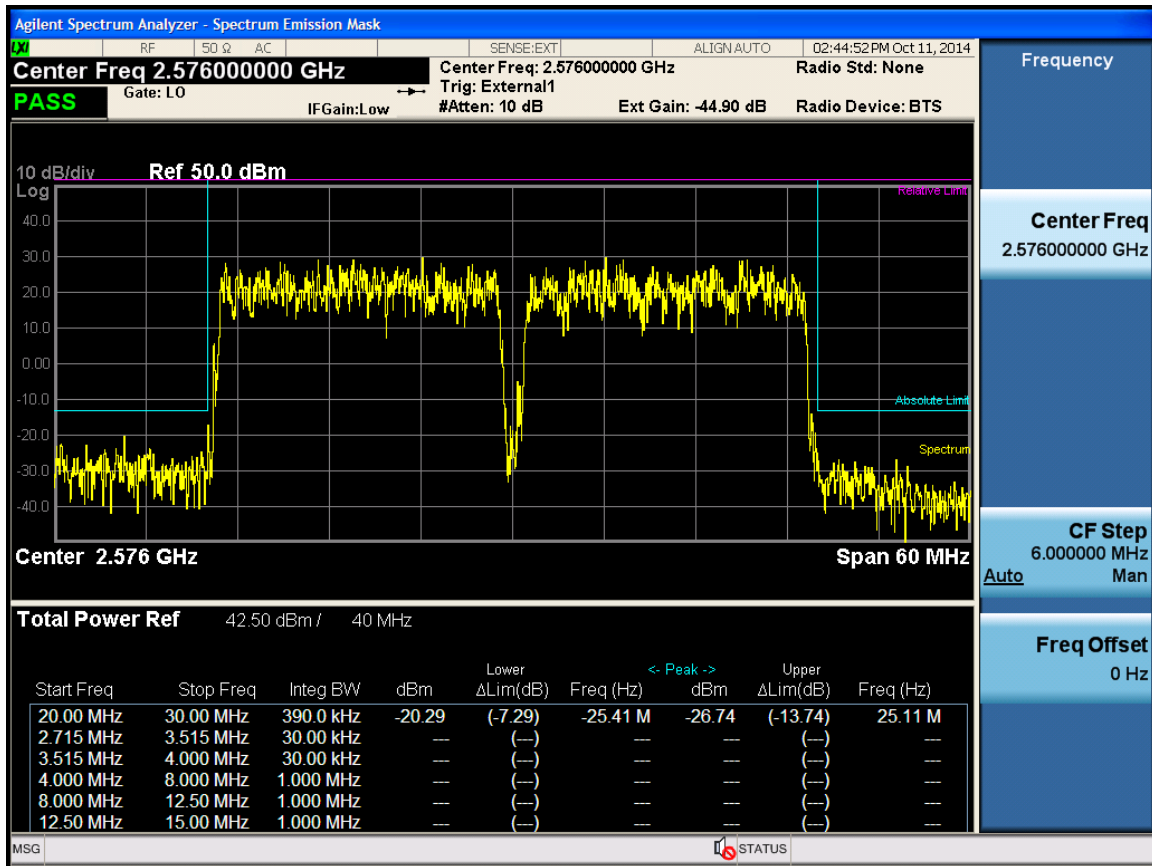 Agilent Spectrum Analyzer - Spectrum Emission Mask
LXI RF 50 Ω AC SENSE:EXT ALIGN AUTO 02:44:52 PM Oct 11, 2014
Center Freq 2.576000000 GHz
Center Freq: 2.576000000 GHz Radio Std: None
PASS Gate: LO Trig: External1
IFGain:Low #Atten: 10 dB Ext Gain: -44.90 dB Radio Device: BTS
10 dB/div Ref 50.0 dBm
Log
Relative Limit
40.0
30.0
20.0
10.0
0.00
-10.0
Absolute Limit
-20.0
Spectrum
-30.0
-40.0
Center 2.576 GHz Span 60 MHz
Total Power Ref 42.50 dBm / 40 MHz
Lower <- Peak -> Upper
Start Freq Stop Freq Integ BW dBm ΔLim(dB) Freq (Hz) dBm ΔLim(dB) Freq (Hz)
20.00 MHz 30.00 MHz 390.0 kHz -20.29 (-7.29) -25.41 M -26.74 (-13.74) 25.11 M
2.715 MHz 3.515 MHz 30.00 kHz --- (---) --- --- (---) ---
3.515 MHz 4.000 MHz 30.00 kHz --- (---) --- --- (---) ---
4.000 MHz 8.000 MHz 1.000 MHz --- (---) --- --- (---) ---
8.000 MHz 12.50 MHz 1.000 MHz --- (---) --- --- (---) ---
12.50 MHz 15.00 MHz 1.000 MHz --- (---) --- --- (---) ---
MSG STATUS
Frequency
Center Freq
2.576000000 GHz
CF Step
6.000000 MHz
Auto Man
Freq Offset
0 Hz